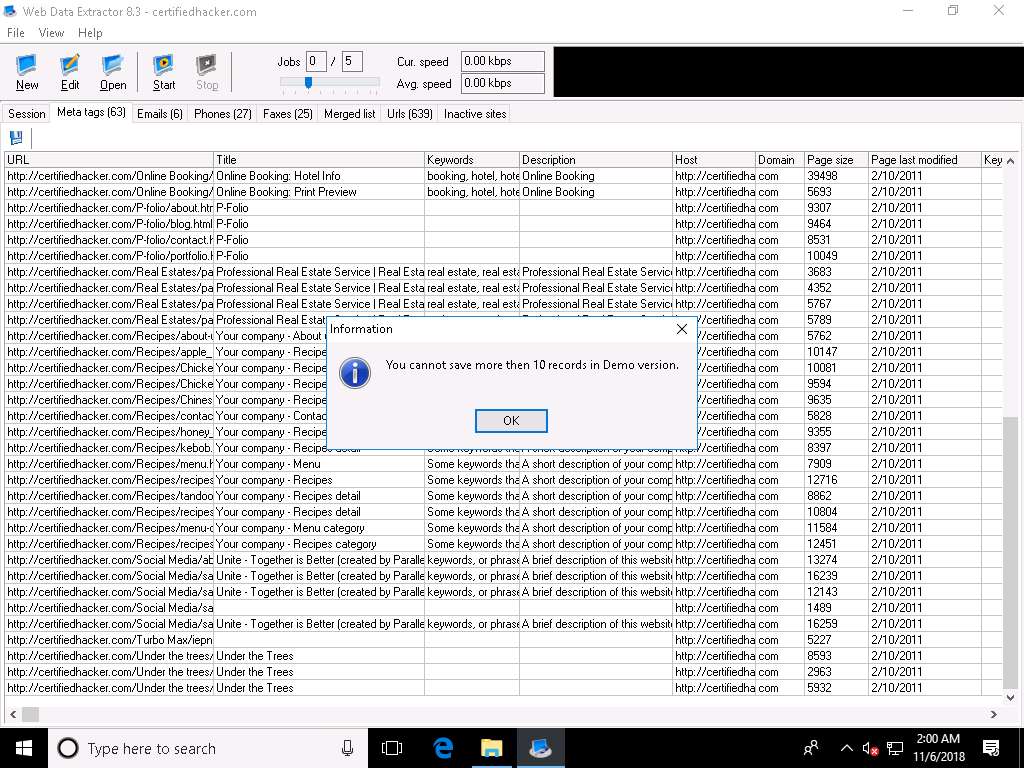 Web Data Extractor 8.3 - certifiedhacker.com
File View Help
New Edit Open Start Stop
Jobs 0 / 5
Cur. speed 0.00 kbps
Avg. speed 0.00 kbps
Session Meta tags (63) Emails (6) Phones (27) Faxes (25) Merged list Urls (639) Inactive sites
URL Title Keywords Description Host Domain Page size Page last modified Key
http://certifiedhacker.com/Online Booking/ Online Booking: Hotel Info booking, hotel, hote Online Booking http://certifiedha com 39498 2/10/2011
http://certifiedhacker.com/Online Booking/ Online Booking: Print Preview booking, hotel, hote Online Booking http://certifiedha com 5693 2/10/2011
http://certifiedhacker.com/P-folio/about.htm P-Folio http://certifiedha com 9307 2/10/2011
http://certifiedhacker.com/P-folio/blog.html P-Folio http://certifiedha com 9464 2/10/2011
http://certifiedhacker.com/P-folio/contact.h P-Folio http://certifiedha com 8531 2/10/2011
http://certifiedhacker.com/P-folio/portfolio.h P-Folio http://certifiedha com 10049 2/10/2011
http://certifiedhacker.com/Real Estates/pa Professional Real Estate Service | Real Esta real estate, real esta Professional Real Estate Service http://certifiedha com 3683 2/10/2011
http://certifiedhacker.com/Real Estates/pa Professional Real Estate Service | Real Esta real estate, real esta Professional Real Estate Service http://certifiedha com 4352 2/10/2011
http://certifiedhacker.com/Real Estates/pa Professional Real Estate Service | Real Esta real estate, real esta Professional Real Estate Service http://certifiedha com 5767 2/10/2011
http://certifiedhacker.com/Real Estates/pa Professional Real Estat http://certifiedha com 5789 2/10/2011
http://certifiedhacker.com/Recipes/about-u Your company - About u com 5762 2/10/2011
http://certifiedhacker.com/Recipes/apple_ Your company - Recipe com 10147 2/10/2011
http://certifiedhacker.com/Recipes/Chicke Your company - Recipe com 10081 2/10/2011
http://certifiedhacker.com/Recipes/Chicke Your company - Recipe com 9594 2/10/2011
http://certifiedhacker.com/Recipes/Chines Your company - Recipe com 9635 2/10/2011
http://certifiedhacker.com/Recipes/contac Your company - Contac com 5828 2/10/2011
http://certifiedhacker.com/Recipes/honey_ Your company - Recipe com 9355 2/10/2011
http://certifiedhacker.com/Recipes/kebob. Your company - Recipes detail com 8397 2/10/2011
Information
You cannot save more then 10 records in Demo version.
OK
http://certifiedhacker.com/Recipes/menu.h Your company - Menu Some keywords tha A short description of your comp http://certifiedha com 7909 2/10/2011
http://certifiedhacker.com/Recipes/recipes Your company - Recipes Some keywords tha A short description of your comp http://certifiedha com 12716 2/10/2011
http://certifiedhacker.com/Recipes/tandoo Your company - Recipes detail Some keywords tha A short description of your comp http://certifiedha com 8862 2/10/2011
http://certifiedhacker.com/Recipes/recipes Your company - Recipes detail Some keywords tha A short description of your comp http://certifiedha com 10804 2/10/2011
http://certifiedhacker.com/Recipes/menu-c Your company - Menu category Some keywords tha A short description of your comp http://certifiedha com 11584 2/10/2011
http://certifiedhacker.com/Recipes/recipes Your company - Recipes category Some keywords tha A short description of your comp http://certifiedha com 12451 2/10/2011
http://certifiedhacker.com/Social Media/ab Unite - Together is Better (created by Paralle keywords, or phrase A brief description of this website http://certifiedha com 13274 2/10/2011
http://certifiedhacker.com/Social Media/sa Unite - Together is Better (created by Paralle keywords, or phrase A brief description of this website http://certifiedha com 16239 2/10/2011
http://certifiedhacker.com/Social Media/sa Unite - Together is Better (created by Paralle keywords, or phrase A brief description of this website http://certifiedha com 12143 2/10/2011
http://certifiedhacker.com/Social Media/sa http://certifiedha com 1489 2/10/2011
http://certifiedhacker.com/Social Media/sa Unite - Together is Better (created by Paralle keywords, or phrase A brief description of this website http://certifiedha com 16259 2/10/2011
http://certifiedhacker.com/Turbo Max/iepn http://certifiedha com 5227 2/10/2011
http://certifiedhacker.com/Under the trees/ Under the Trees http://certifiedha com 8593 2/10/2011
http://certifiedhacker.com/Under the trees/ Under the Trees http://certifiedha com 2963 2/10/2011
http://certifiedhacker.com/Under the trees/ Under the Trees http://certifiedha com 5932 2/10/2011
Type here to search
2:00 AM
11/6/2018